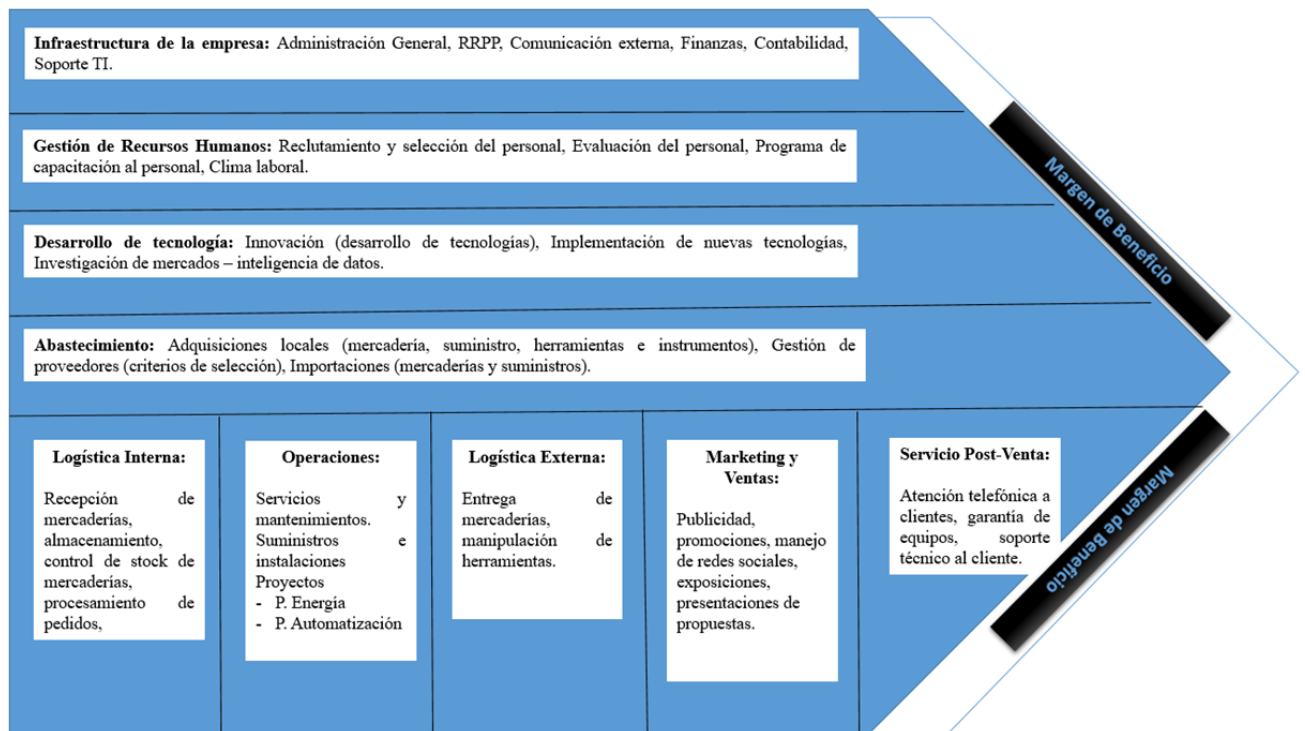 Infraestructura de la empresa: Administración General, RRPP, Comunicación externa, Finanzas, Contabilidad,
Soporte TI.
Gestión de Recursos Humanos: Reclutamiento y selección del personal, Evaluación del personal, Programa de
capacitación al personal, Clima laboral.
Desarrollo de tecnología: Innovación (desarrollo de tecnologías), Implementación de nuevas tecnologías,
Investigación de mercados – inteligencia de datos.
Abastecimiento: Adquisiciones locales (mercadería, suministro, herramientas e instrumentos), Gestión de
proveedores (criterios de selección), Importaciones (mercaderías y suministros).
Margen de Beneficio
Logística Interna:
Recepción de
mercaderías,
almacenamiento,
control de stock de
mercaderías,
procesamiento de
pedidos,
Operaciones:
Servicios y
mantenimientos.
Suministros e
instalaciones
Proyectos
- P. Energía
- P. Automatización
Logística Externa:
Entrega de
mercaderías,
manipulación de
herramientas.
Marketing y
Ventas:
Publicidad,
promociones, manejo
de redes sociales,
exposiciones,
presentaciones de
propuestas.
Servicio Post-Venta:
Atención telefónica a
clientes, garantía de
equipos, soporte
técnico al cliente.
Margen de Beneficio